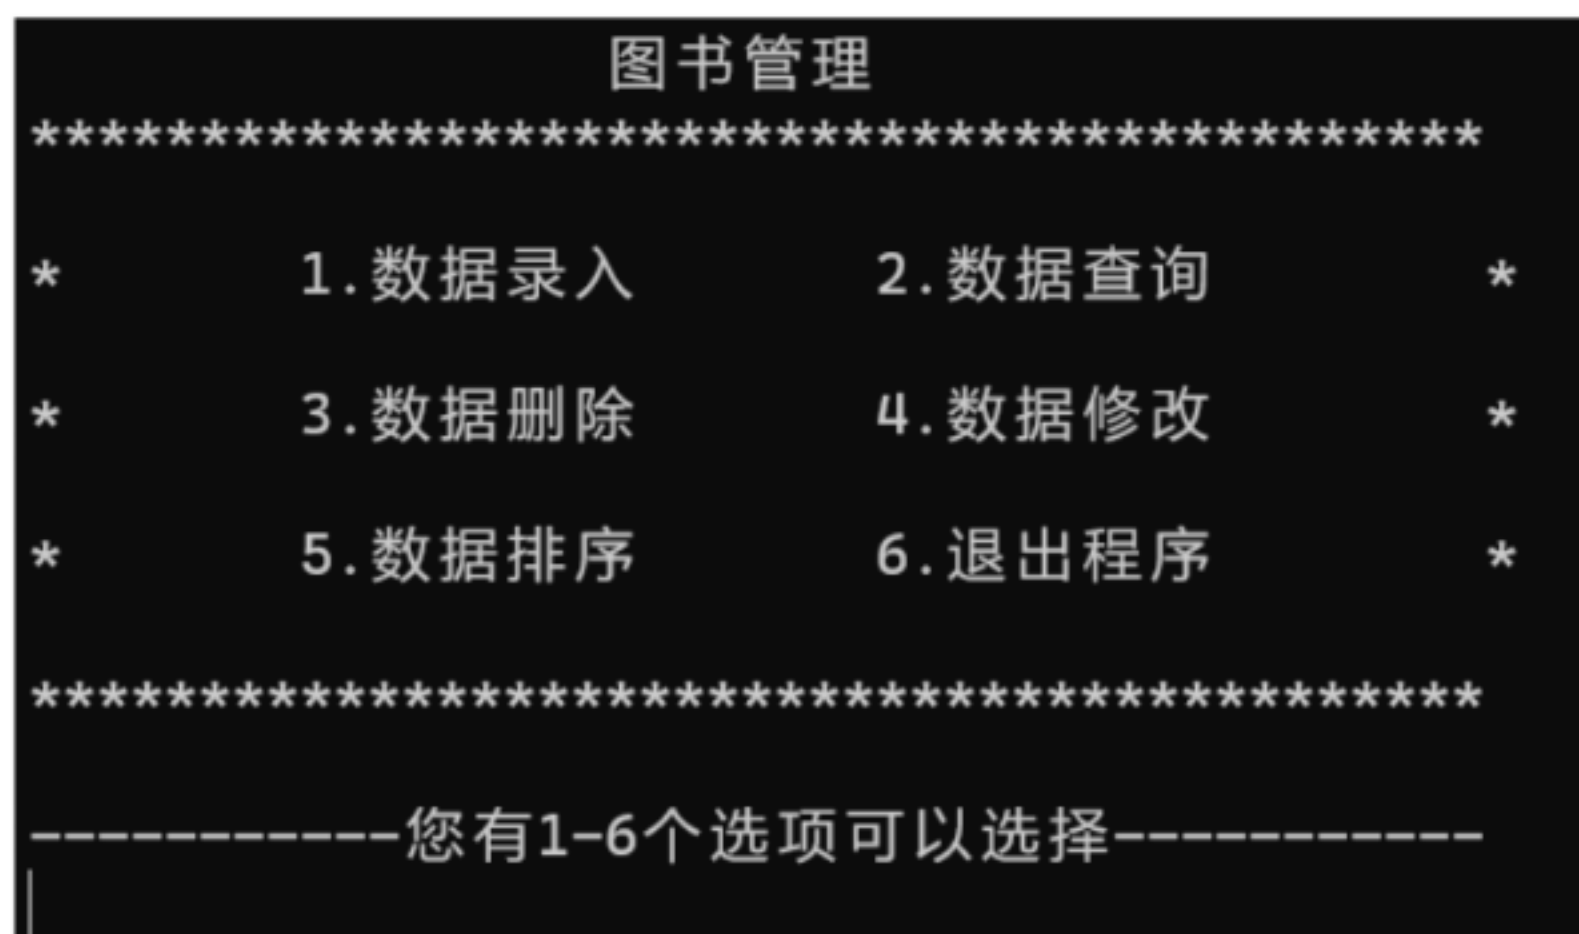 图书管理
*******************************************
* 1.数据录入 2.数据查询 *
* 3.数据删除 4.数据修改 *
* 5.数据排序 6.退出程序 *
*******************************************
-----------您有1-6个选项可以选择-----------